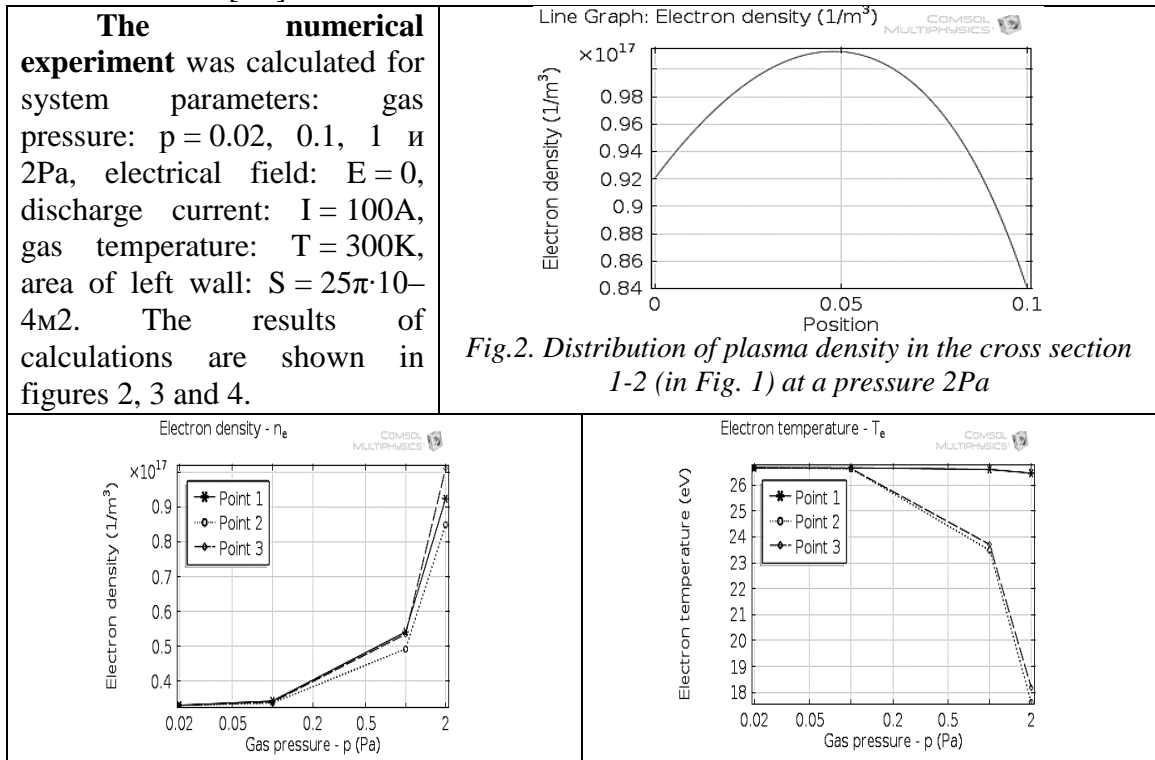 The numerical
experiment was calculated for
system parameters: gas
pressure: p = 0.02, 0.1, 1 и
2Pa, electrical field: E = 0,
discharge current: I = 100A,
gas temperature: T = 300K,
area of left wall: S = 25π·10–
4м2. The results of
calculations are shown in
figures 2, 3 and 4.
Line Graph: Electron density (1/m³)
COMSOL
MULTIPHYSICS
×10¹⁷
Electron density (1/m³)
0.98
0.96
0.94
0.92
0.9
0.88
0.86
0.84
0 0.05 0.1
Position
Fig.2. Distribution of plasma density in the cross section
1-2 (in Fig. 1) at a pressure 2Pa
Electron density - nₑ
COMSOL
MULTIPHYSICS
×10¹⁷
Electron density (1/m³)
Point 1
Point 2
Point 3
0.9
0.8
0.7
0.6
0.5
0.4
0.02 0.05 0.2 0.5 2
Gas pressure - p (Pa)
Electron temperature - Tₑ
COMSOL
MULTIPHYSICS
Electron temperature (eV)
Point 1
Point 2
Point 3
26
25
24
23
22
21
20
19
18
0.02 0.05 0.2 0.5 2
Gas pressure - p (Pa)